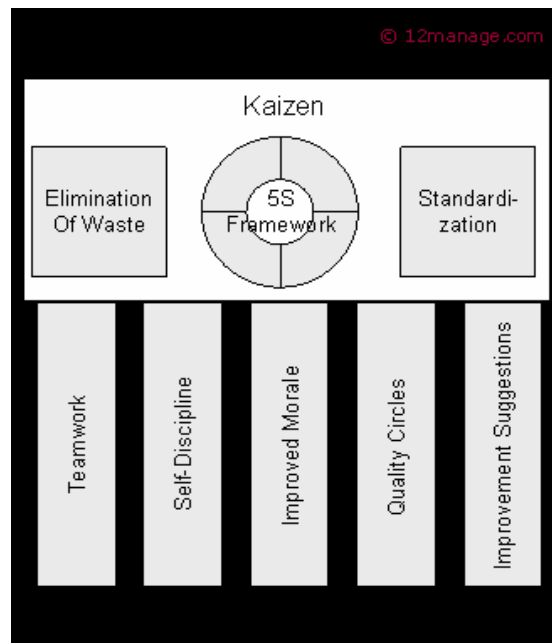 © 12manage.com
Kaizen
Elimination
Of Waste
5S
Framework
Standardi-
zation
Teamwork
Self-Discipline
Improved Morale
Quality Circles
Improvement Suggestions